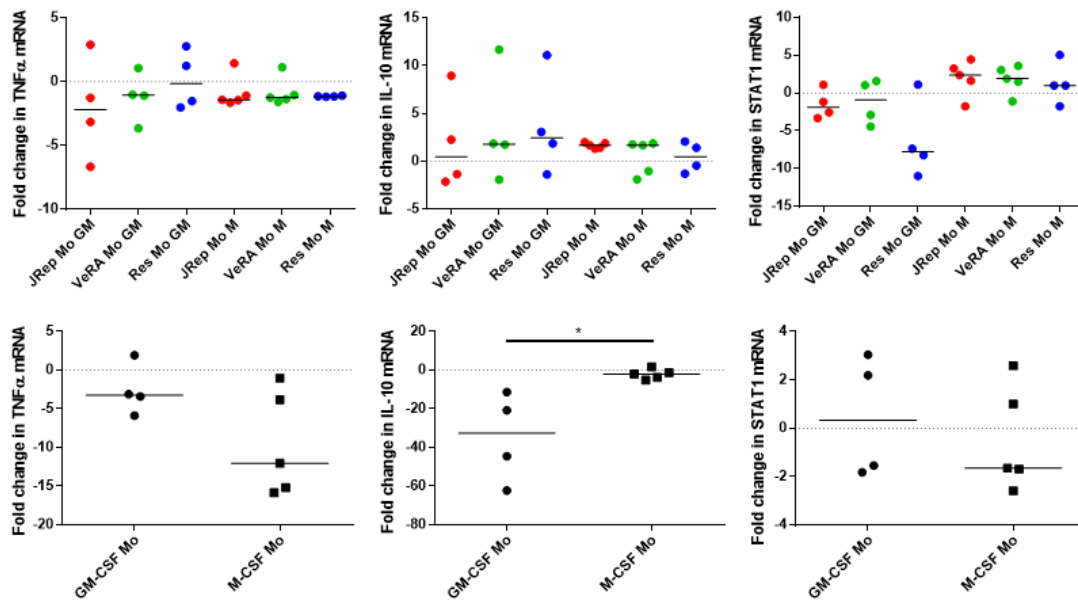 Fold change in TNFα mRNA
5
0
-5
-10
JRep Mo GM
VeRA Mo GM
Res Mo GM
JRep Mo M
VeRA Mo M
Res Mo M
Fold change in IL-10 mRNA
15
10
5
0
5
JRep Mo GM
VeRA Mo GM
Res Mo GM
JRep Mo M
VeRA Mo M
Res Mo M
Fold change in STAT1 mRNA
10
5
0
-5
-10
-15
JRep Mo GM
VeRA Mo GM
Res Mo GM
JRep Mo M
VeRA Mo M
Res Mo M
Fold change in TNFα mRNA
5
0
-5
-10
-15
-20
GM-CSF Mo
M-CSF Mo
Fold change in IL-10 mRNA
20
0
-20
-40
-60
-80
*
GM-CSF Mo
M-CSF Mo
Fold change in STAT1 mRNA
4
2
0
-2
-4
GM-CSF Mo
M-CSF Mo